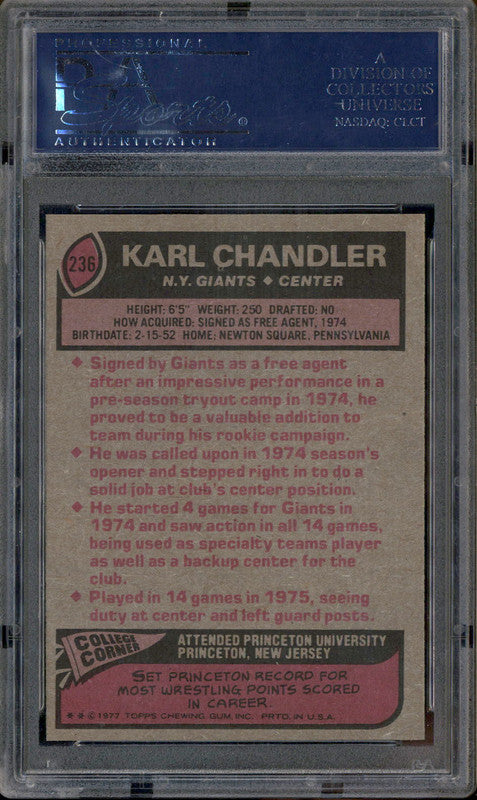 PROFESSIONAL
PSA
Sports®
AUTHENTICATOR
A
DIVISION OF
COLLECTORS
UNIVERSE
NASDAQ: CLCT
236
KARL CHANDLER
N.Y. GIANTS ◆ CENTER
HEIGHT: 6'5" WEIGHT: 250 DRAFTED: NO
HOW ACQUIRED: SIGNED AS FREE AGENT, 1974
BIRTHDATE: 2-15-52 HOME: NEWTON SQUARE, PENNSYLVANIA
◆ Signed by Giants as a free agent
after an impressive performance in a
pre-season tryout camp in 1974, he
proved to be a valuable addition to
team during his rookie campaign.
◆ He was called upon in 1974 season's
opener and stepped right in to do a
solid job at club's center position.
◆ He started 4 games for Giants in
1974 and saw action in all 14 games,
being used as specialty teams player
as well as a backup center for the
club.
◆ Played in 14 games in 1975, seeing
duty at center and left guard posts.
COLLEGE
CORNER
ATTENDED PRINCETON UNIVERSITY
PRINCETON, NEW JERSEY
SET PRINCETON RECORD FOR
MOST WRESTLING POINTS SCORED
IN CAREER.
✶✶ © 1977 TOPPS CHEWING GUM, INC. PRTD. IN U.S.A.